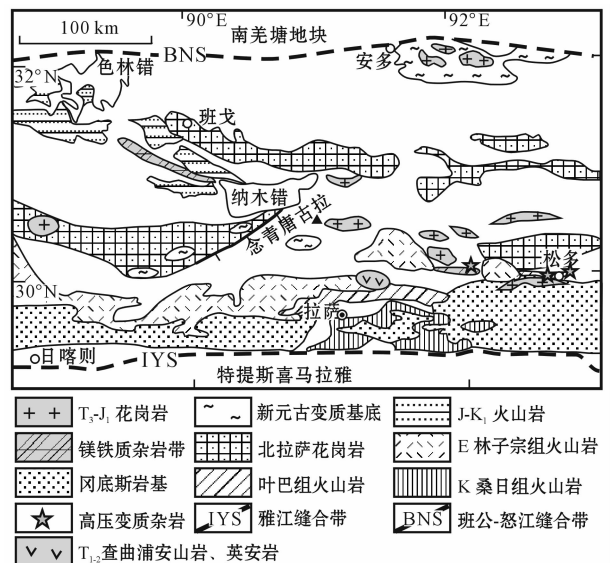 90°E
92°E
100 km
南羌塘地块
BNS
安多
32°N
色林错
班戈
纳木错
念青唐古拉
松多
30°N
拉萨
日喀则
IYS
特提斯喜马拉雅
T₃-J₁ 花岗岩
新元古变质基底
J-K₁ 火山岩
镁铁质杂岩带
北拉萨花岗岩
E 林子宗组火山岩
冈底斯岩基
叶巴组火山岩
K 桑日组火山岩
高压变质杂岩
IYS
雅江缝合带
BNS
班公-怒江缝合带
T₁₋₂查曲浦安山岩、英安岩